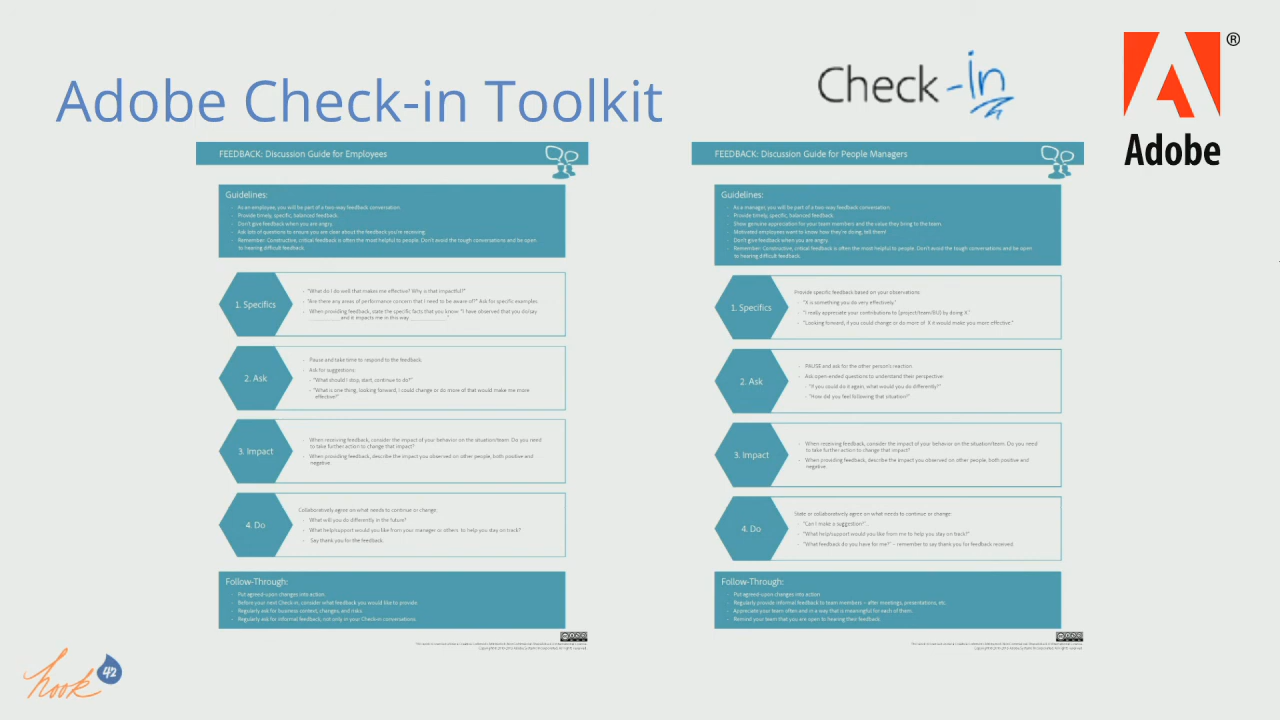 Adobe Check-in Toolkit
Check-in
®
Adobe
FEEDBACK: Discussion Guide for Employees
Guidelines:
- As an employee, you will be part of a two-way feedback conversation.
- Provide timely, specific, balanced feedback.
- Don't give feedback when you are angry.
- Ask lots of questions to ensure you are clear about the feedback you're receiving.
- Remember: Constructive, critical feedback is often the most helpful to people. Don't avoid the tough conversations and be open
to hearing difficult feedback.
1. Specifics
- "What do I do well that makes me effective? Why is that impactful?"
- "Are there any areas of performance concern that I need to be aware of?" Ask for specific examples.
- When providing feedback, state the specific facts that you know: "I have observed that you do/say
and it impacts me in this way
2. Ask
- Pause and take time to respond to the feedback.
- Ask for suggestions:
- "What should I stop, start, continue to do?"
- "What is one thing, looking forward, I could change or do more of that would make me more
effective?"
3. Impact
- When receiving feedback, consider the impact of your behavior on the situation/team. Do you need
to take further action to change that impact?
- When providing feedback, describe the impact you observed on other people, both positive and
negative.
4. Do
Collaboratively agree on what needs to continue or change.
- What will you do differently in the future?
- What help/support would you like from your manager or others, to help you stay on track?
- Say thank you for the feedback.
Follow-Through:
- Put agreed-upon changes into action.
- Before your next Check-in, consider what feedback you would like to provide.
- Regularly ask for business context, changes, and risks.
- Regularly ask for informal feedback, not only in your Check-in conversations.
FEEDBACK: Discussion Guide for People Managers
Guidelines:
- As a manager, you will be part of a two-way feedback conversation.
- Provide timely, specific, balanced feedback.
- Show genuine appreciation for your team members and the value they bring to the team.
- Motivated employees want to know how they're doing, tell them!
- Don't give feedback when you are angry.
- Remember: Constructive, critical feedback is often the most helpful to people. Don't avoid the tough conversations and be open
to hearing difficult feedback.
1. Specifics
Provide specific feedback based on your observations:
- "X is something you do very effectively."
- "I really appreciate your contributions to [project/team/BU] by doing X."
- "Looking forward, if you could change or do more of X it would make you more effective."
2. Ask
- PAUSE and ask for the other person's reaction.
- Ask open-ended questions to understand their perspective:
- "If you could do it again, what would you do differently?"
- "How did you feel following that situation?"
3. Impact
- When receiving feedback, consider the impact of your behavior on the situation/team. Do you need
to take further action to change that impact?
- When providing feedback, describe the impact you observed on other people, both positive and
negative.
4. Do
State or collaboratively agree on what needs to continue or change:
- "Can I make a suggestion?"...
- "What help/support would you like from me to help you stay on track?"
- "What feedback do you have for me?" – remember to say thank you for feedback received.
Follow-Through:
- Put agreed-upon changes into action
- Regularly provide informal feedback to team members – after meetings, presentations, etc.
- Appreciate your team often and in a way that is meaningful for each of them.
- Remind your team that you are open to hearing their feedback.
hook 42